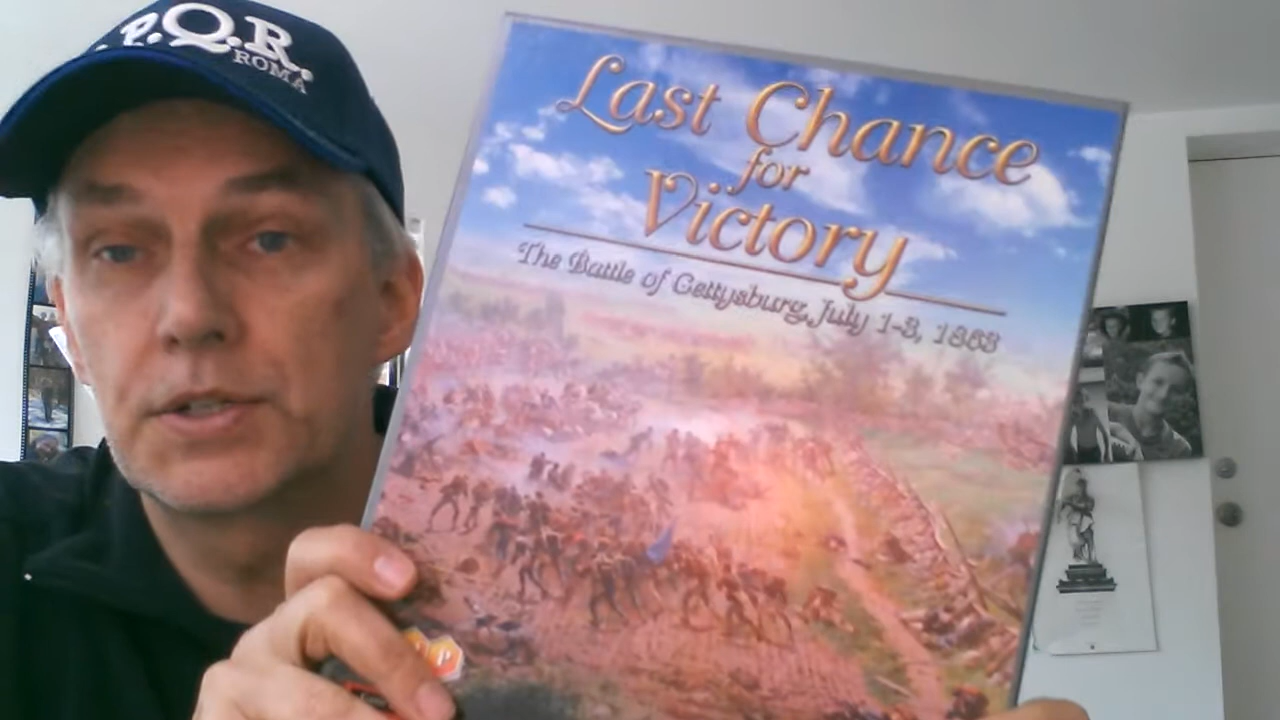 .P.Q.R.
ROMA
Last Chance
for
Victory
The Battle of Gettysburg, July 1-3, 1863
P